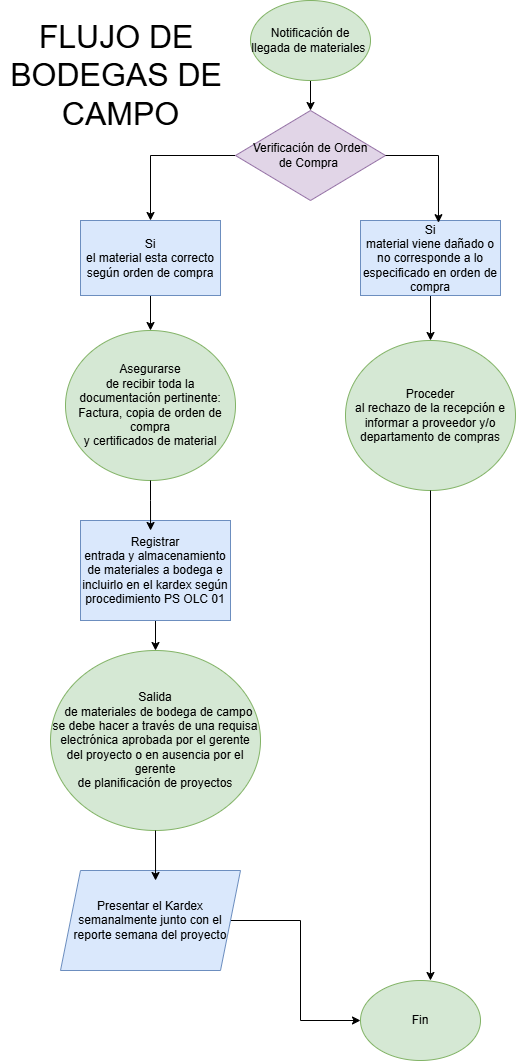 FLUJO DE
BODEGAS DE
CAMPO
Notificación de
llegada de materiales
Verificación de Orden
de Compra
Si
el material esta correcto
según orden de compra
Si
material viene dañado o
no corresponde a lo
especificado en orden de
compra
Asegurarse
de recibir toda la
documentación pertinente:
Factura, copia de orden de
compra
y certificados de material
Proceder
al rechazo de la recepción e
informar a proveedor y/o
departamento de compras
Registrar
entrada y almacenamiento
de materiales a bodega e
incluirlo en el kardex según
procedimiento PS OLC 01
Salida
de materiales de bodega de campo
se debe hacer a través de una requisa
electrónica aprobada por el gerente
del proyecto o en ausencia por el
gerente
de planificación de proyectos
Presentar el Kardex
semanalmente junto con el
reporte semana del proyecto
Fin